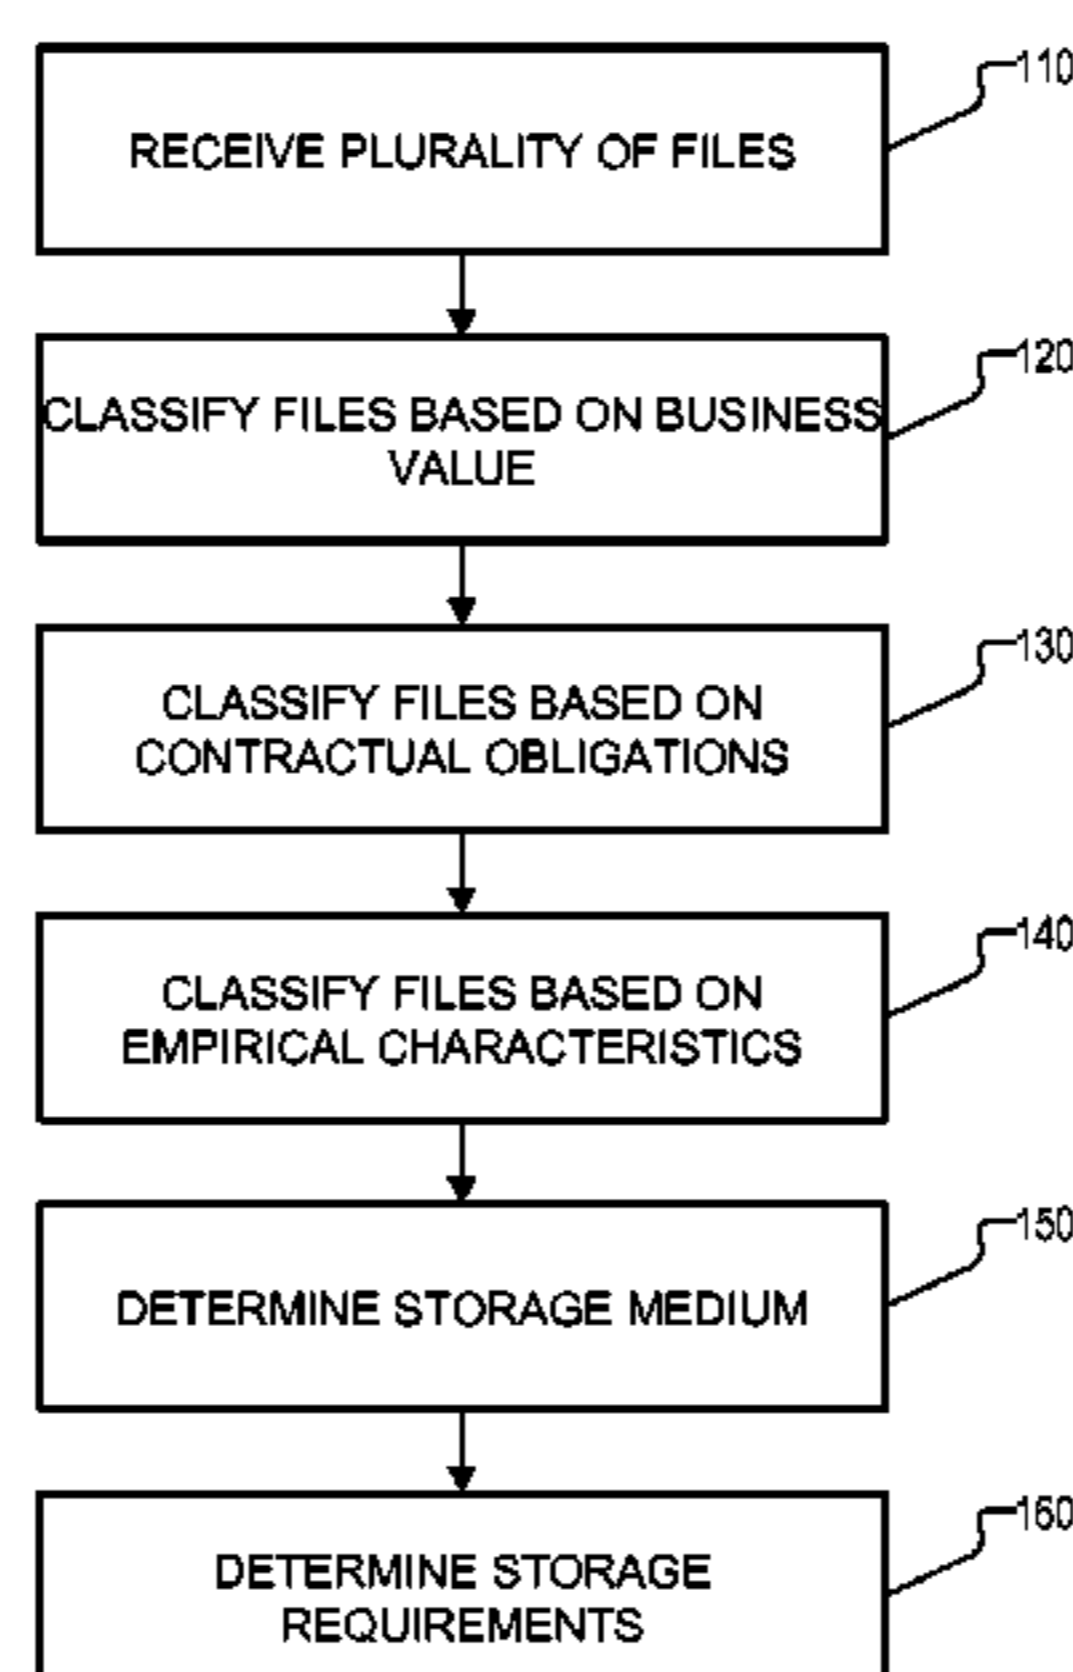 RECEIVE PLURALITY OF FILES
110
CLASSIFY FILES BASED ON BUSINESS
VALUE
120
CLASSIFY FILES BASED ON
CONTRACTUAL OBLIGATIONS
130
CLASSIFY FILES BASED ON
EMPIRICAL CHARACTERISTICS
140
DETERMINE STORAGE MEDIUM
150
DETERMINE STORAGE
REQUIREMENTS
160